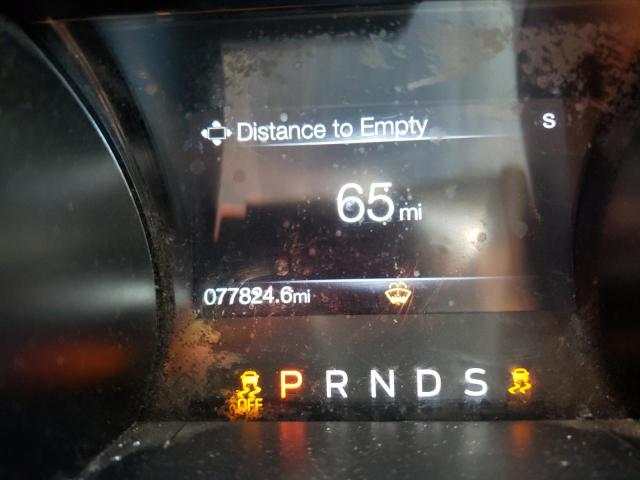 Distance to Empty S
65 mi
077824.6mi
P R N D S
OFF